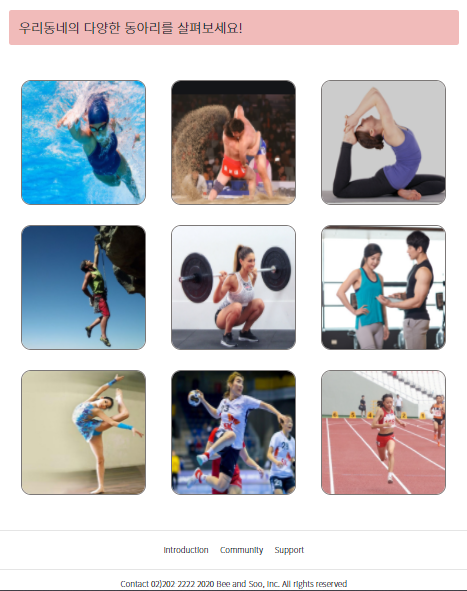 우리동네의 다양한 동아리를 살펴보세요!
Introduction Community Support
Contact 02)202 2222 2020 Bee and Soo, Inc. All rights reserved